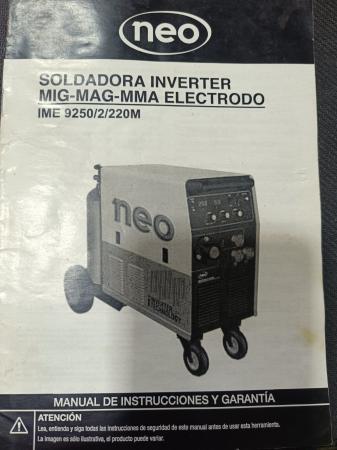 neo
SOLDADORA INVERTER
MIG-MAG-MMA ELECTRODO
IME 9250/2/220M
neo
MANUAL DE INSTRUCCIONES Y GARANTÍA
ATENCIÓN
Lea, entienda y siga todas las instrucciones de seguridad de este manual antes de usar esta herramienta.
La imagen es sólo ilustrativa, el producto puede variar.